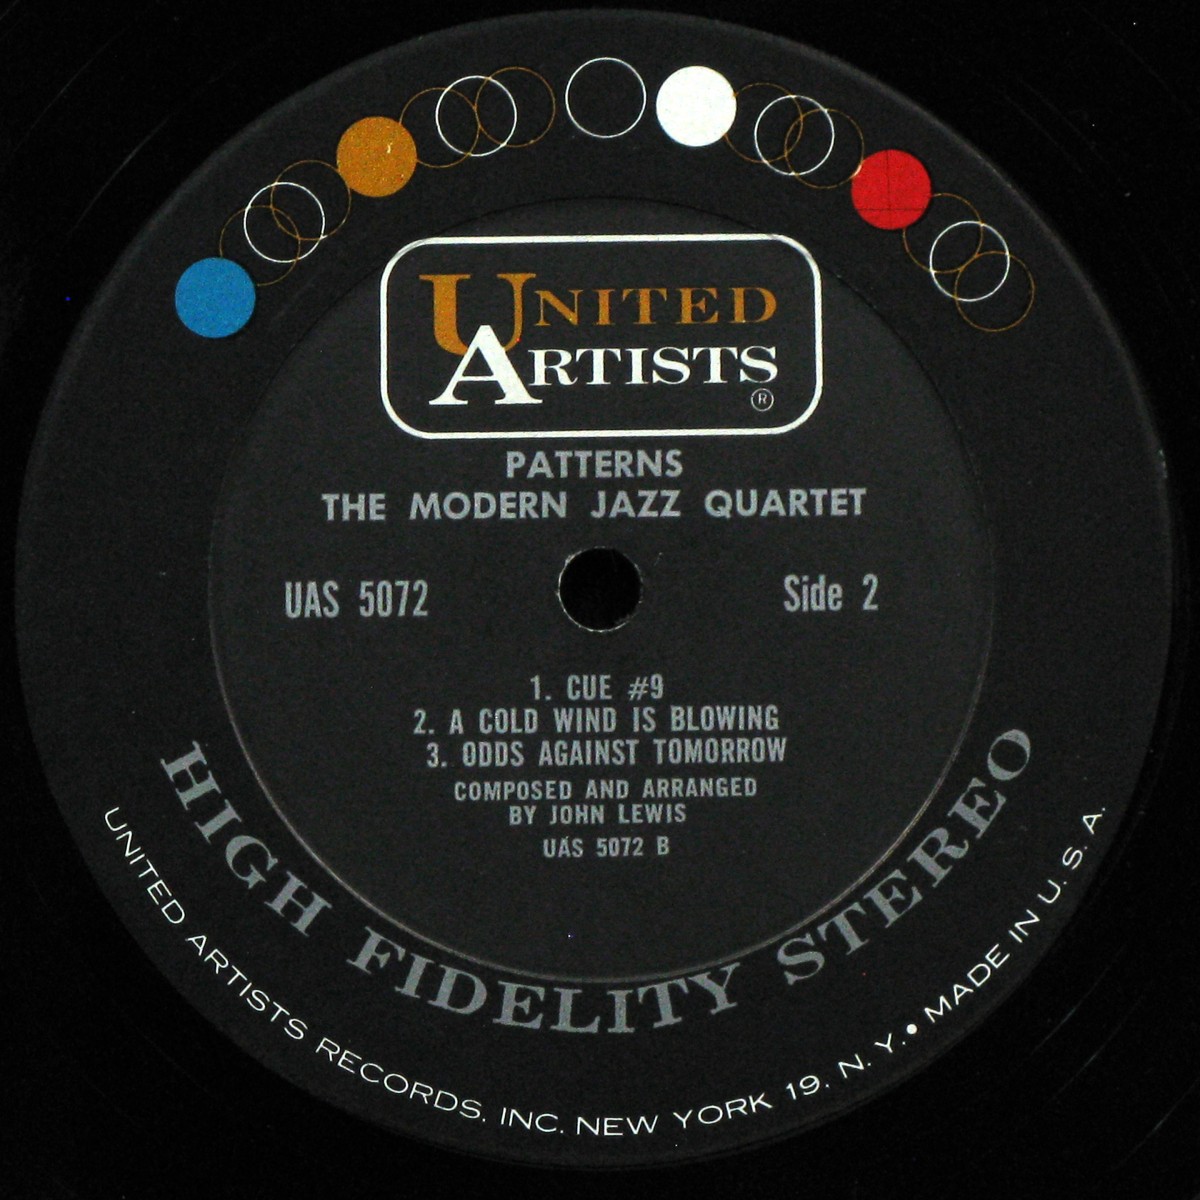 UNITED
ARTISTS
®
PATTERNS
THE MODERN JAZZ QUARTET
UAS 5072
Side 2
1. CUE #9
2. A COLD WIND IS BLOWING
3. ODDS AGAINST TOMORROW
COMPOSED AND ARRANGED
BY JOHN LEWIS
UAS 5072 B
HIGH FIDELITY STEREO
UNITED ARTISTS RECORDS, INC. NEW YORK 19, N. Y. • MADE IN U. S. A.